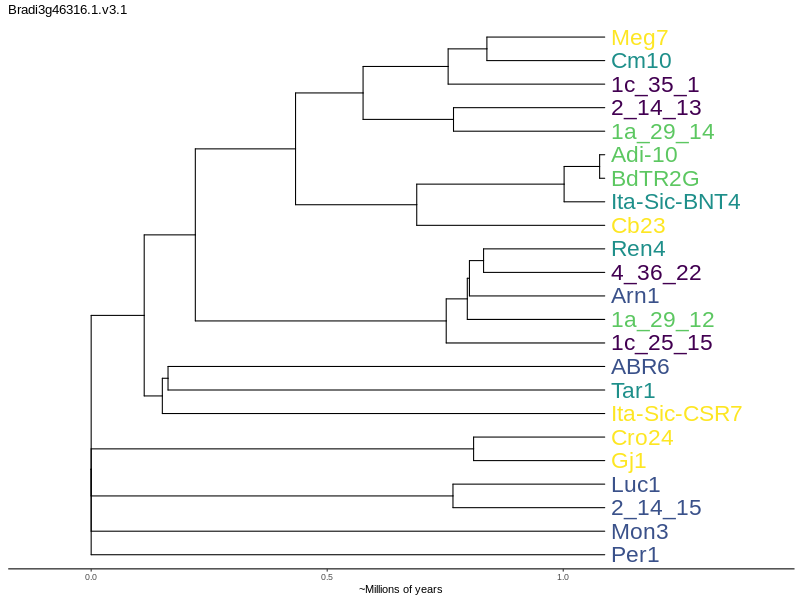 Bradi3g46316.1.v3.1
Meg7
Cm10
1c_35_1
2_14_13
1a_29_14
Adi-10
BdTR2G
Ita-Sic-BNT4
Cb23
Ren4
4_36_22
Arn1
1a_29_12
1c_25_15
ABR6
Tar1
Ita-Sic-CSR7
Cro24
Gj1
Luc1
2_14_15
Mon3
Per1
0.0 0.5 1.0
~Millions of years